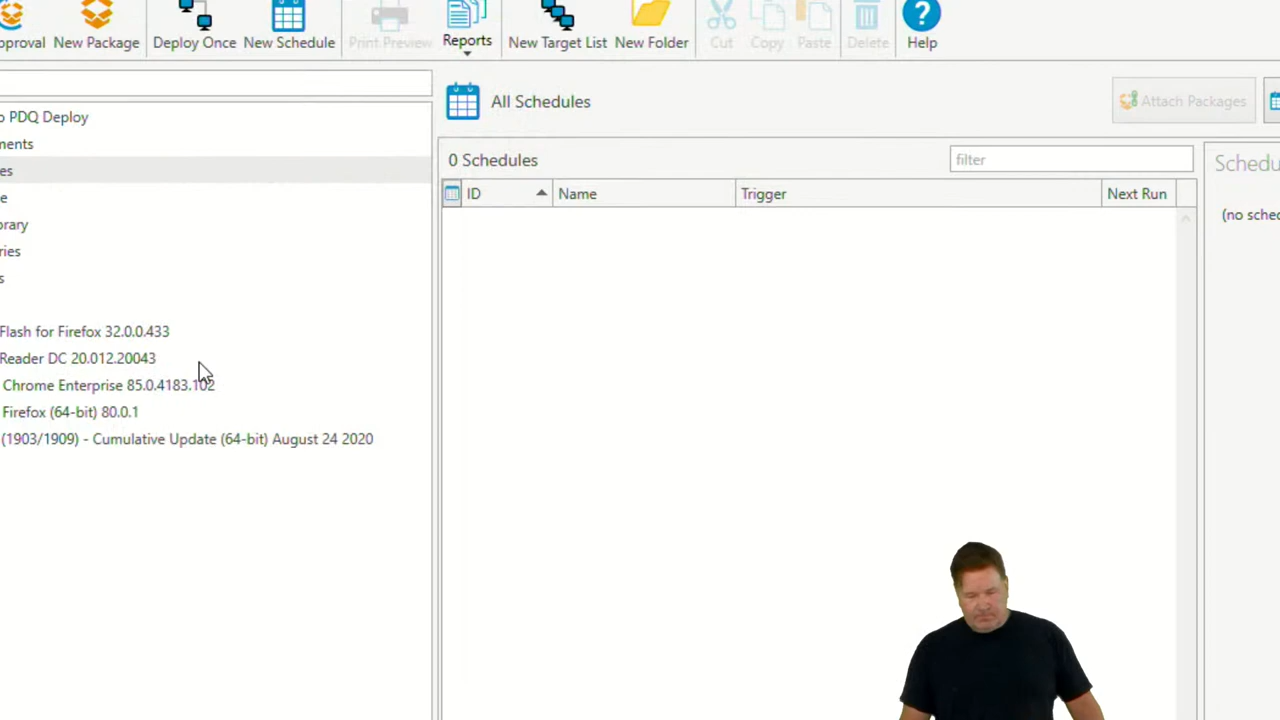 pproval New Package Deploy Once New Schedule Print Preview Reports New Target List New Folder Cut Copy Paste Delete Help
o PDQ Deploy
ments
es
e
brary
ries
s
Flash for Firefox 32.0.0.433
Reader DC 20.012.20043
Chrome Enterprise 85.0.4183.102
Firefox (64-bit) 80.0.1
(1903/1909) - Cumulative Update (64-bit) August 24 2020
All Schedules
Attach Packages
0 Schedules
filter
ID Name Trigger Next Run
Schedu
(no sched